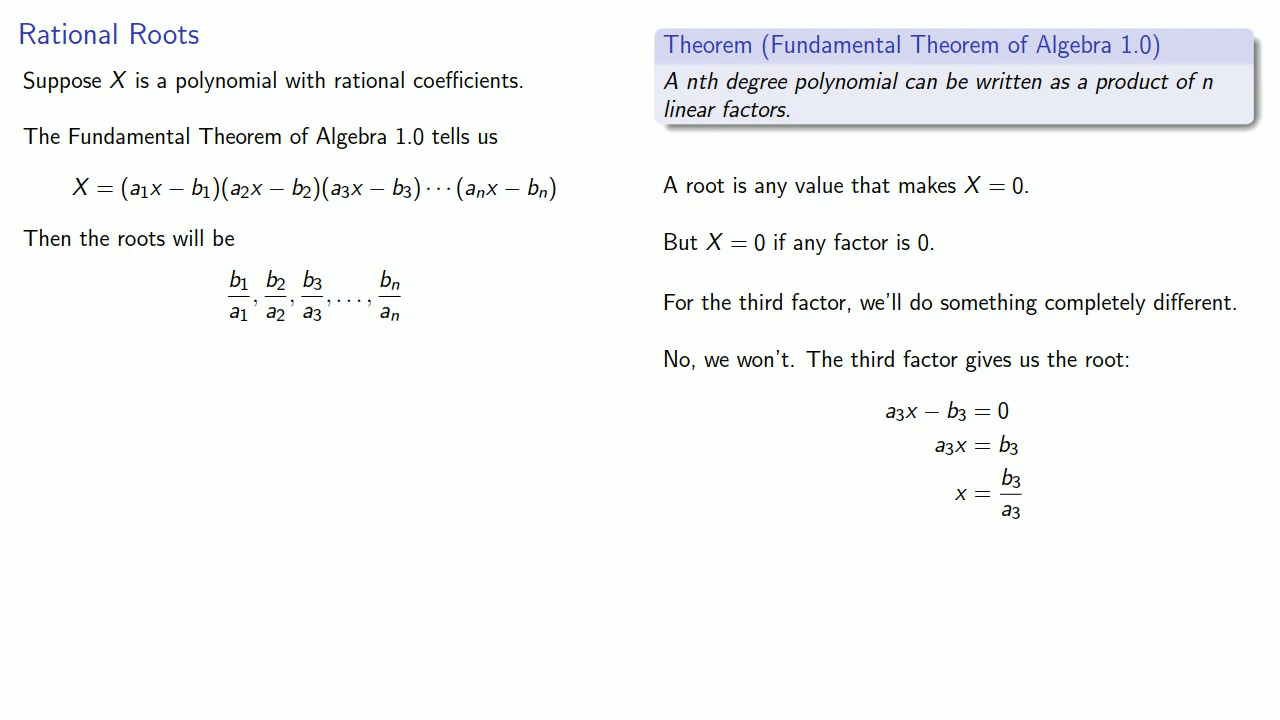 Rational Roots
Suppose X is a polynomial with rational coefficients.
The Fundamental Theorem of Algebra 1.0 tells us
X = (a₁x − b₁)(a₂x − b₂)(a₃x − b₃) ⋯ (aₙx − bₙ)
Then the roots will be
b₁/a₁, b₂/a₂, b₃/a₃, . . . , bₙ/aₙ
Theorem (Fundamental Theorem of Algebra 1.0)
A nth degree polynomial can be written as a product of n
linear factors.
A root is any value that makes X = 0.
But X = 0 if any factor is 0.
For the third factor, we'll do something completely different.
No, we won't. The third factor gives us the root:
a₃x − b₃ = 0
a₃x = b₃
x = b₃/a₃